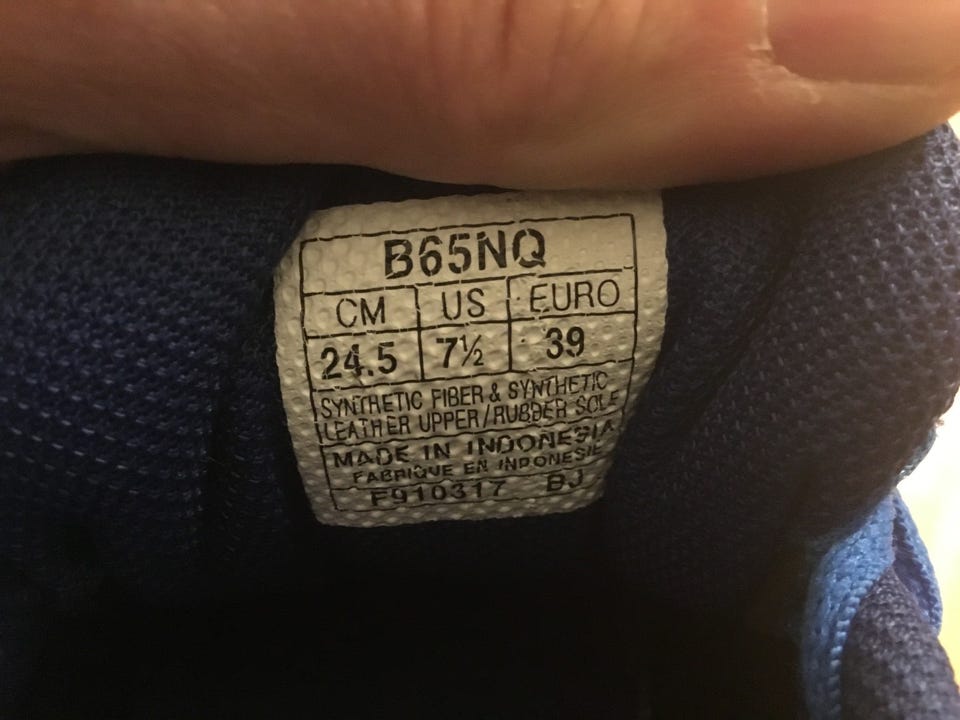 B65NQ
CM US EURO
24.5 7½ 39
SYNTHETIC FIBER & SYNTHETIC
LEATHER UPPER/RUBBER SOLE
MADE IN INDONESIA
FABRIQUE EN INDONESIE
F910317 BJ